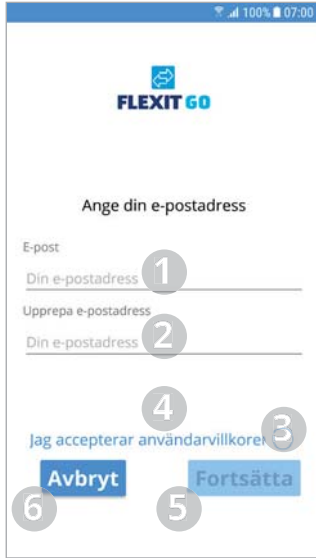 100% 07:00
FLEXIT GO
Ange din e-postadress
E-post
Din e-postadress 1
Upprepa e-postadress
Din e-postadress 2
4
Jag accepterar användarvillkoren 3
Avbryt Fortsätta
6 5